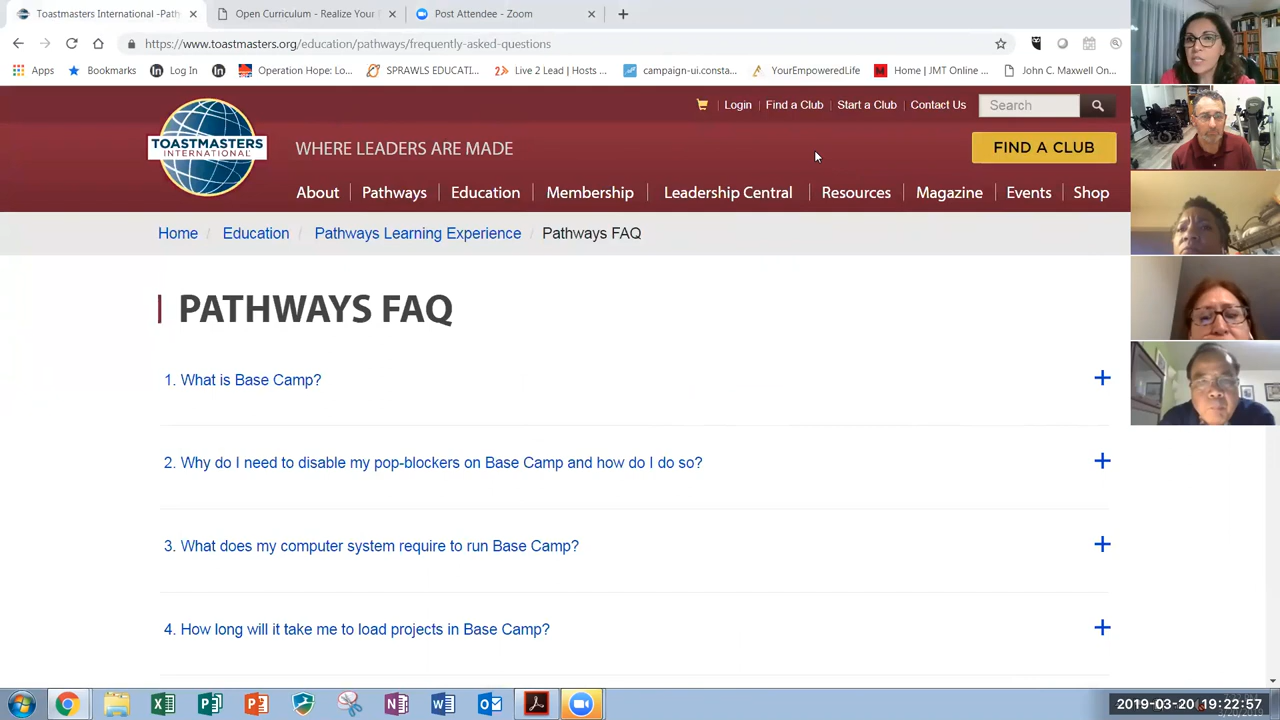 Toastmasters International -Path
Open Curriculum - Realize Your P
Post Attendee - Zoom
https://www.toastmasters.org/education/pathways/frequently-asked-questions
Apps
Bookmarks
Log In
Operation Hope: Lo...
SPRAWLS EDUCATI...
Live 2 Lead | Hosts ...
campaign-ui.consta...
YourEmpoweredLife
Home | JMT Online ...
John C. Maxwell On...
Login
Find a Club
Start a Club
Contact Us
Search
TOASTMASTERS
INTERNATIONAL
WHERE LEADERS ARE MADE
FIND A CLUB
About
Pathways
Education
Membership
Leadership Central
Resources
Magazine
Events
Shop
Home / Education / Pathways Learning Experience / Pathways FAQ
PATHWAYS FAQ
1. What is Base Camp?
2. Why do I need to disable my pop-blockers on Base Camp and how do I do so?
3. What does my computer system require to run Base Camp?
4. How long will it take me to load projects in Base Camp?
2019-03-20 19:22:57